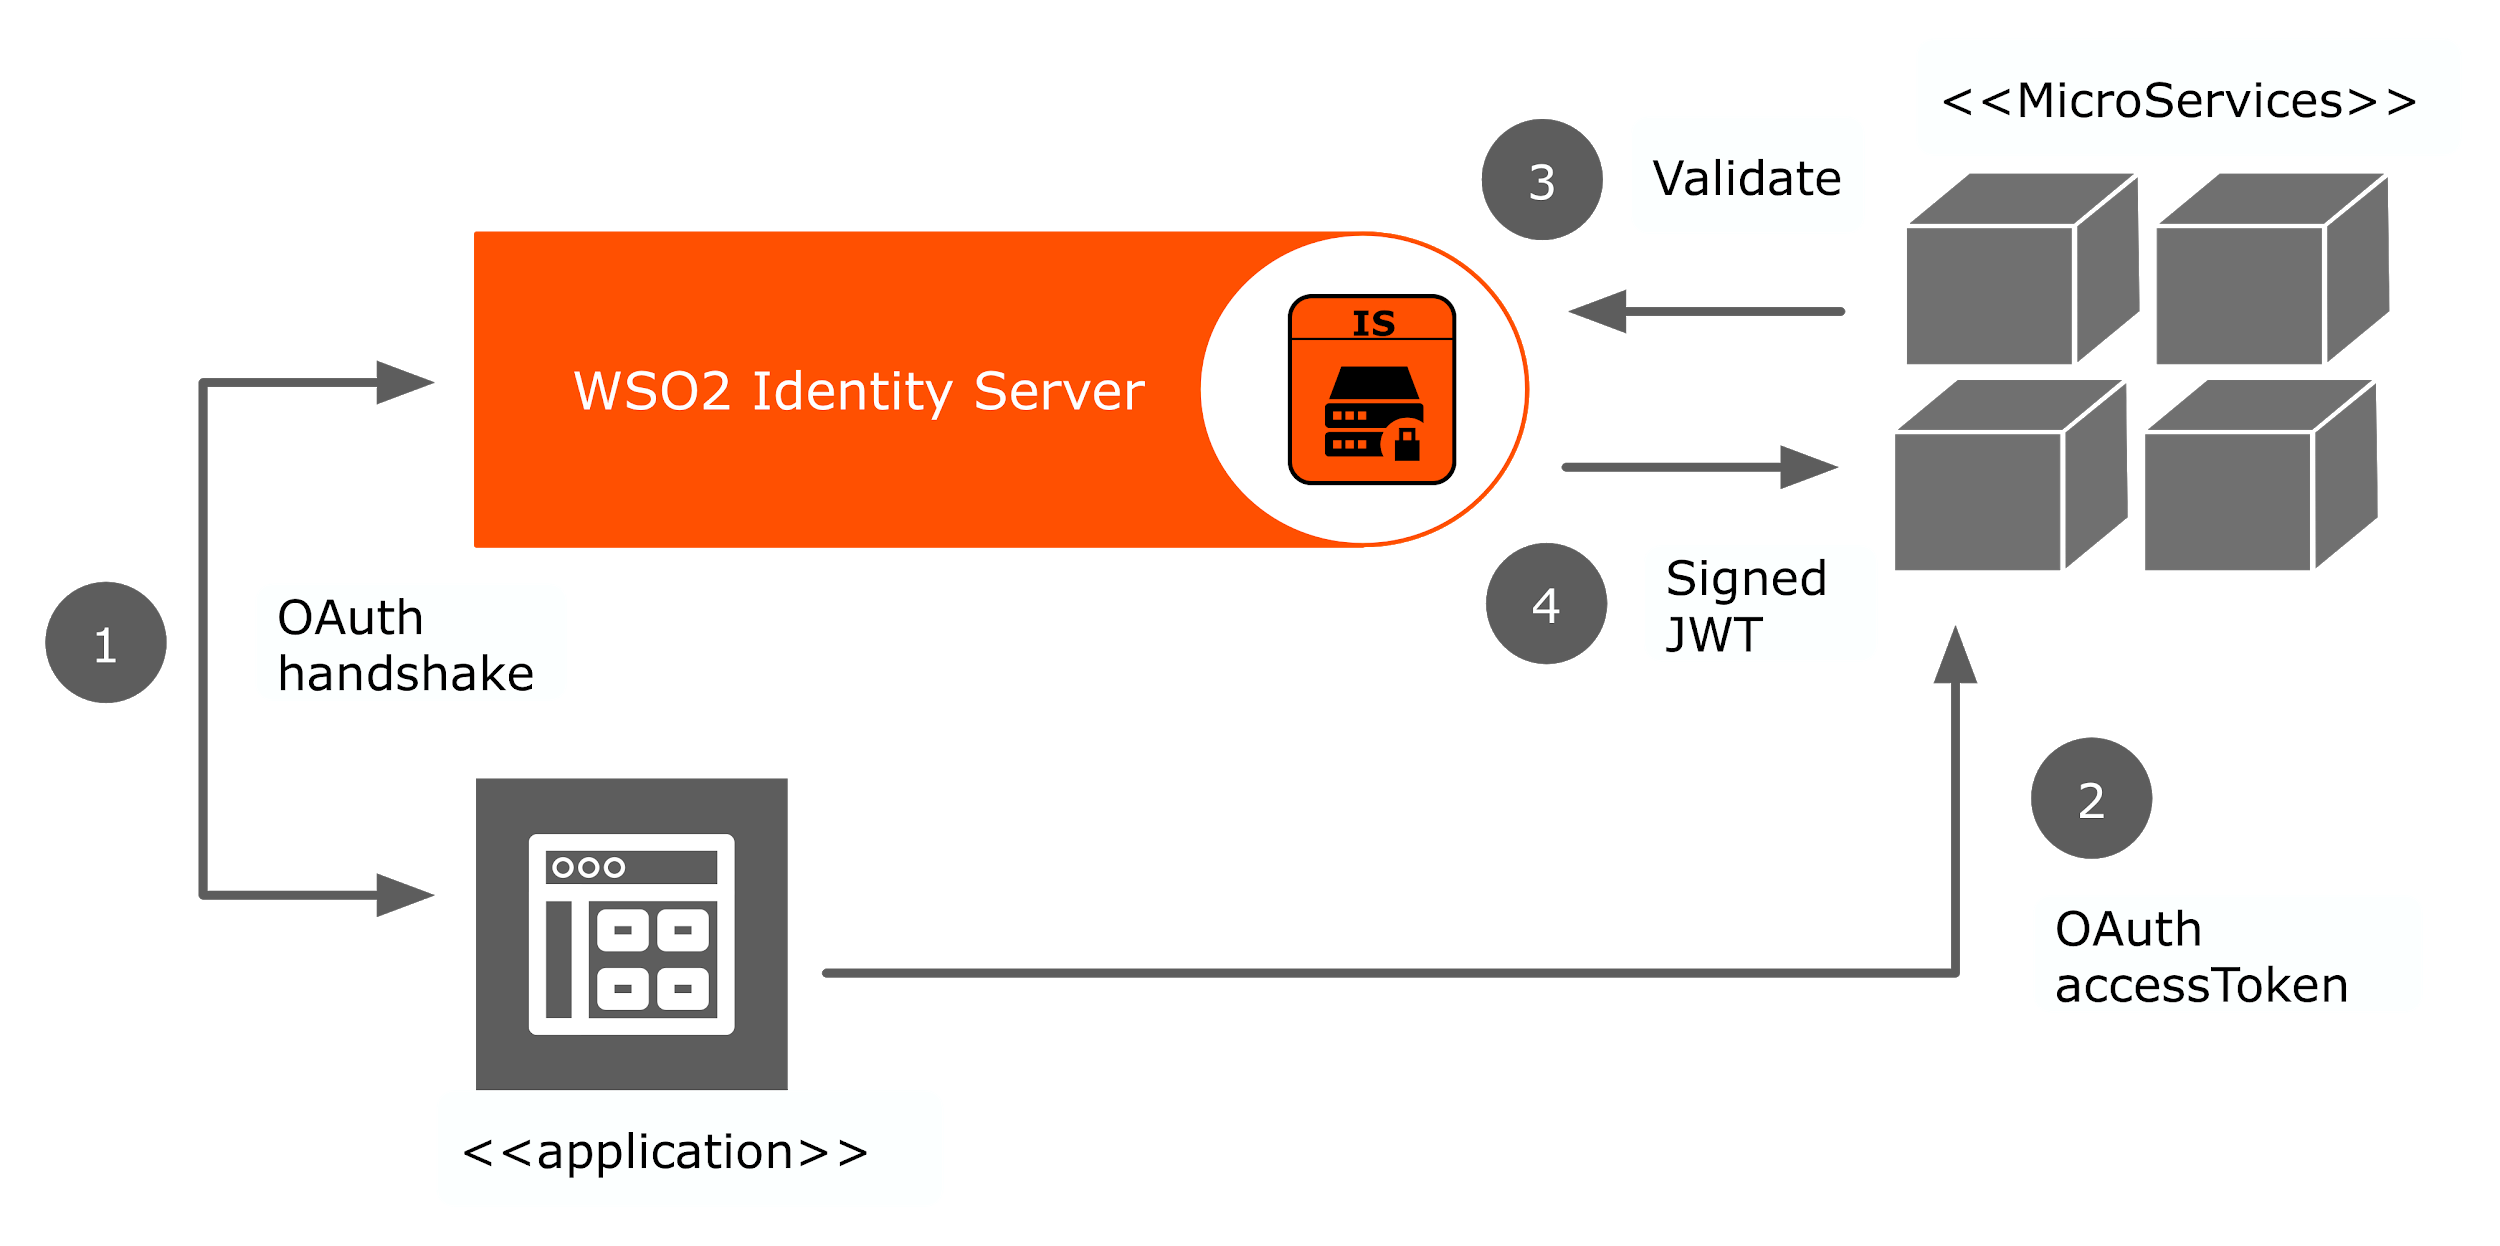 <<MicroServices>>
3
Validate
IS
WSO2 Identity Server
4
Signed
JWT
1
OAuth
handshake
2
OAuth
accessToken
<<application>>